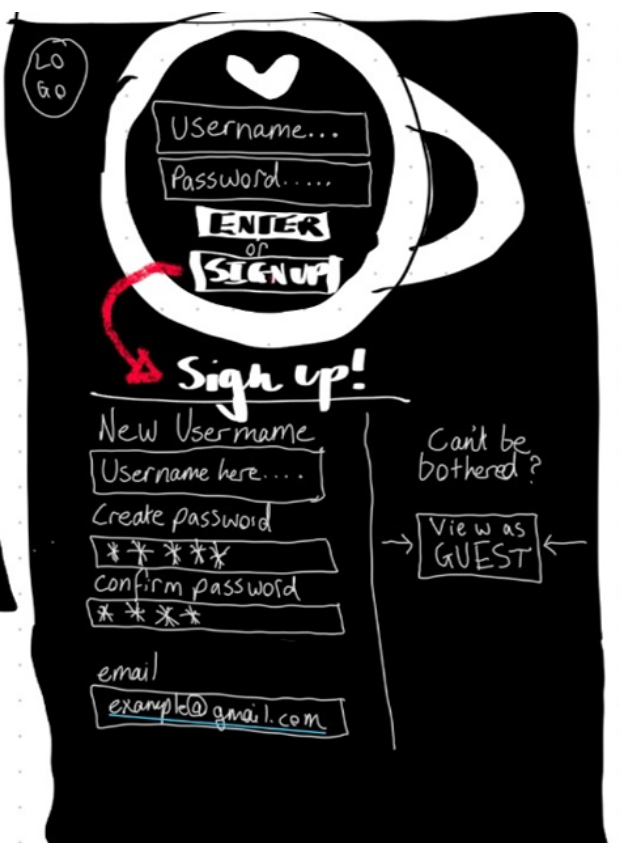 LO
GO
Username...
Password.....
ENTER
or
SIGNUP
Sign up!
New Username
Username here....
Create password
*****
Confirm password
****
email
example@gmail.com
Can't be
bothered?
View as
GUEST